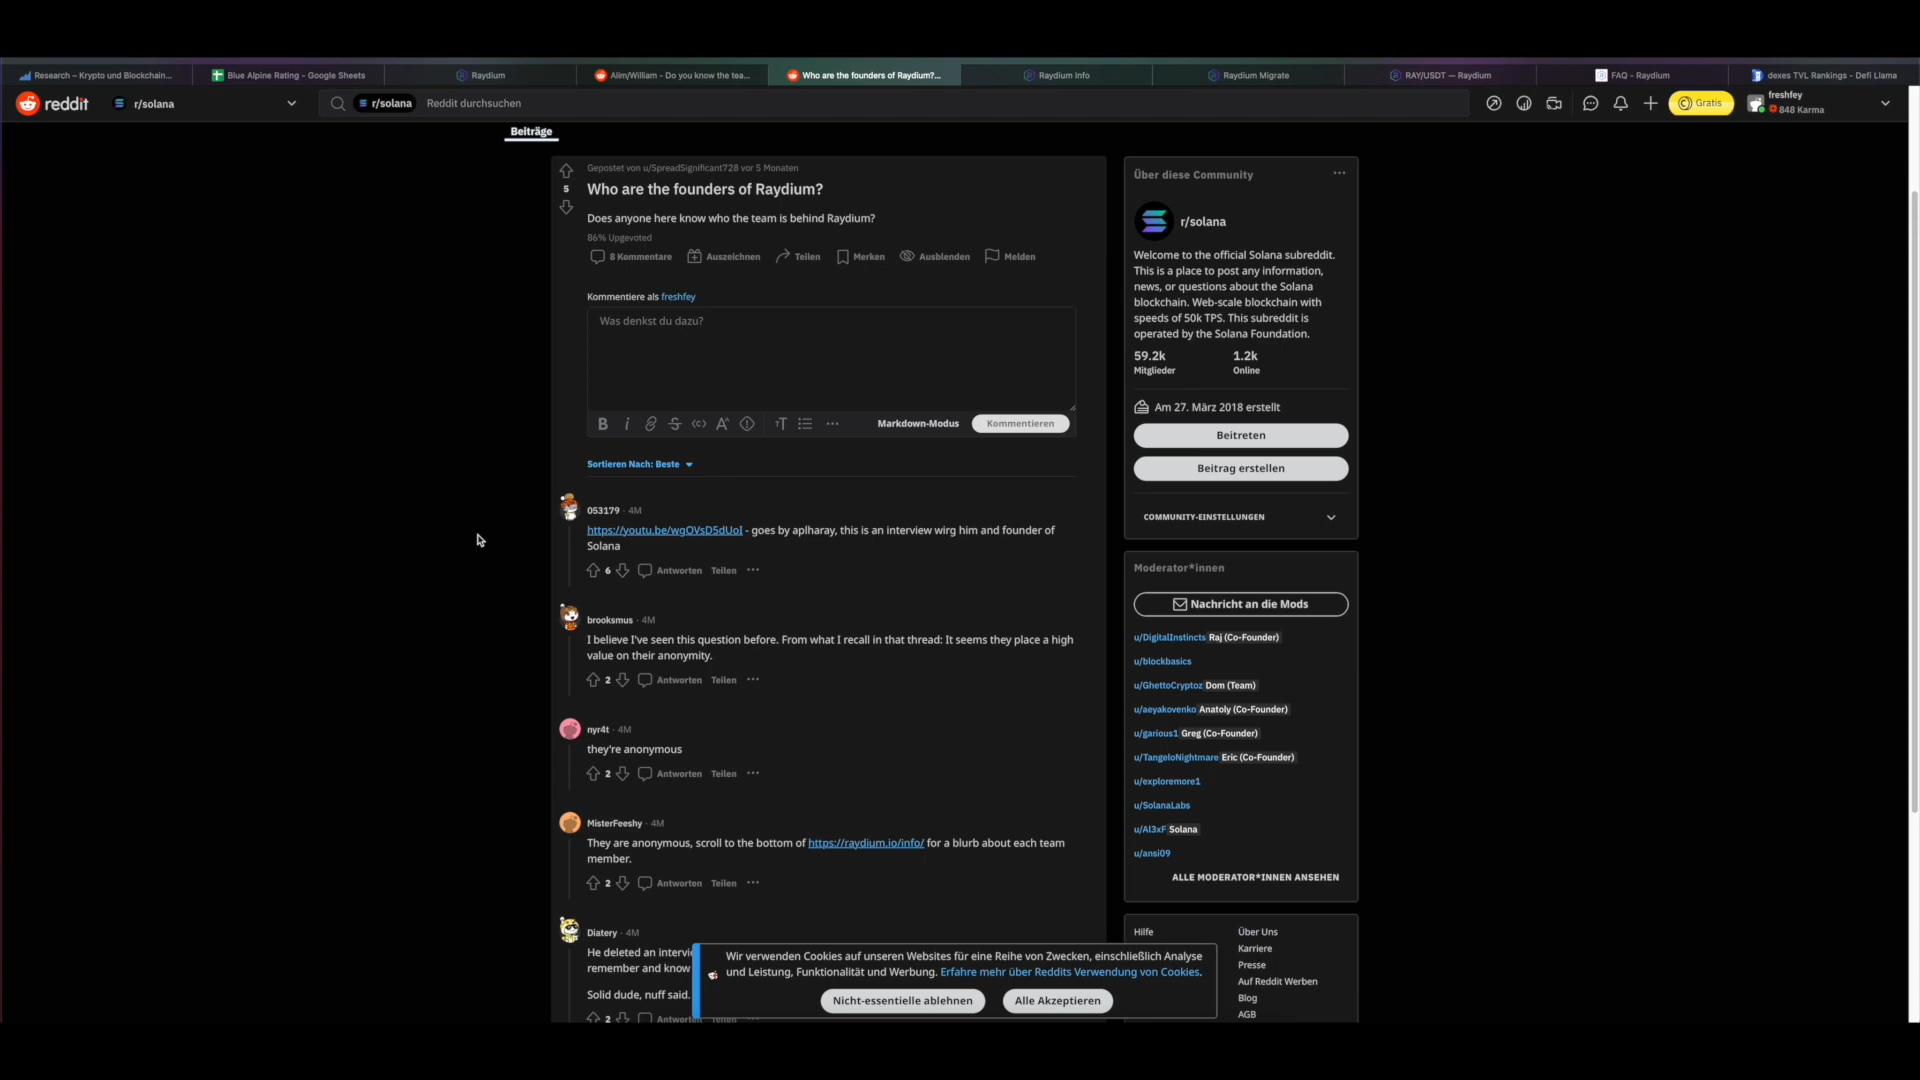 Research – Krypto und Blockchain...
Blue Alpine Rating - Google Sheets
Raydium
Alim/William - Do you know the tea...
Who are the founders of Raydium?...
Raydium Info
Raydium Migrate
RAY/USDT — Raydium
FAQ - Raydium
dexes TVL Rankings - Defi Llama
reddit
r/solana
r/solana
Reddit durchsuchen
Gratis
freshfey
848 Karma
Beiträge
Gepostet von u/SpreadSignificant728 vor 5 Monaten
5
Who are the founders of Raydium?
Does anyone here know who the team is behind Raydium?
86% Upgevoted
8 Kommentare
Auszeichnen
Teilen
Merken
Ausblenden
Melden
Kommentiere als freshfey
Was denkst du dazu?
Markdown-Modus
Kommentieren
Sortieren Nach: Beste
053179 · 4M
https://youtu.be/wgOVsD5dUoI - goes by aplharay, this is an interview wirg him and founder of
Solana
6
Antworten
Teilen
brooksmus · 4M
I believe I've seen this question before. From what I recall in that thread: It seems they place a high
value on their anonymity.
2
Antworten
Teilen
nyr4t · 4M
they're anonymous
2
Antworten
Teilen
MisterFeeshy · 4M
They are anonymous, scroll to the bottom of https://raydium.io/info/ for a blurb about each team
member.
2
Antworten
Teilen
Diatery · 4M
He deleted an intervi
remember and know
Solid dude, nuff said.
2
Antworten
Teilen
Über diese Community
r/solana
Welcome to the official Solana subreddit.
This is a place to post any information,
news, or questions about the Solana
blockchain. Web-scale blockchain with
speeds of 50k TPS. This subreddit is
operated by the Solana Foundation.
59.2k
Mitglieder
1.2k
Online
Am 27. März 2018 erstellt
Beitreten
Beitrag erstellen
COMMUNITY-EINSTELLUNGEN
Moderator*innen
Nachricht an die Mods
u/DigitalInstincts Raj (Co-Founder)
u/blockbasics
u/GhettoCryptoz Dom (Team)
u/aeyakovenko Anatoly (Co-Founder)
u/garious1 Greg (Co-Founder)
u/TangeloNightmare Eric (Co-Founder)
u/exploremore1
u/SolanaLabs
u/Al3xF Solana
u/ansi09
ALLE MODERATOR*INNEN ANSEHEN
Hilfe
Über Uns
Karriere
Presse
Auf Reddit Werben
Blog
AGB
Wir verwenden Cookies auf unseren Websites für eine Reihe von Zwecken, einschließlich Analyse
und Leistung, Funktionalität und Werbung. Erfahre mehr über Reddits Verwendung von Cookies.
Nicht-essentielle ablehnen
Alle Akzeptieren